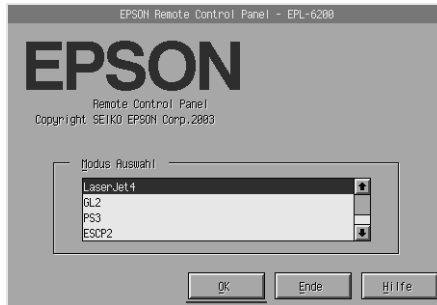 EPSON Remote Control Panel - EPL-6200
EPSON
Remote Control Panel
Copyright SEIKO EPSON Corp.2003
Modus Auswahl
LaserJet4
GL2
PS3
ESCP2
OK
Ende
Hilfe